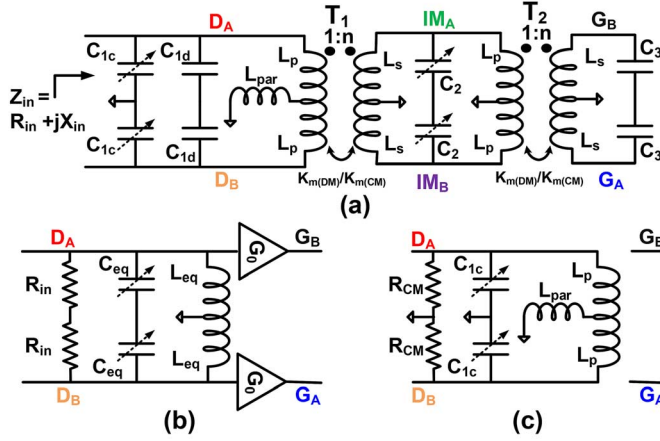 T1 T2
DA 1:n IMA 1:n GB
C1c C1d Lp Ls Lp Ls C3
Lpar C2
Zin =
Rin +jXin
C1c C1d Lp Ls C2 Lp Ls C3
DB Km(DM)/Km(CM) IMB Km(DM)/Km(CM) GA
(a)
DA GB DA GB
Rin Ceq Leq G0 RCM C1c Lp
Lpar
Rin Ceq Leq G0 RCM C1c Lp
DB GA DB GA
(b) (c)